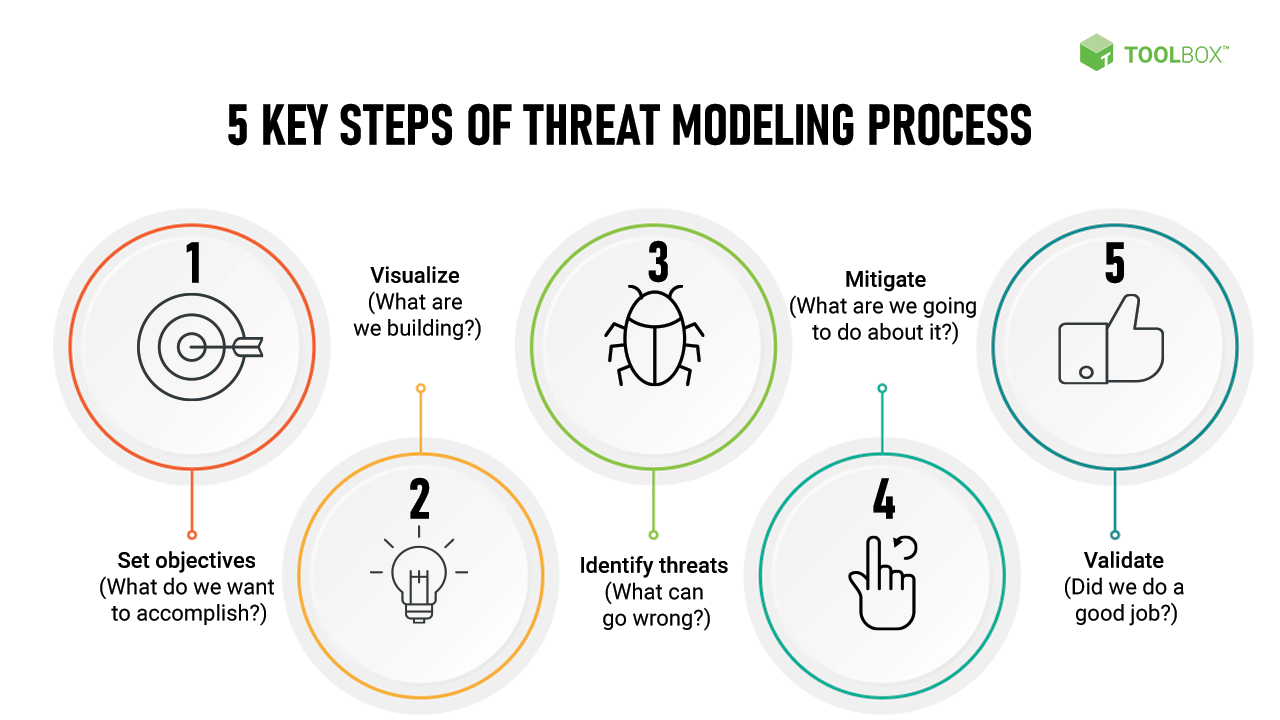 TOOLBOX™
5 KEY STEPS OF THREAT MODELING PROCESS
1
Set objectives
(What do we want
to accomplish?)
2
Visualize
(What are
we building?)
3
Identify threats
(What can
go wrong?)
4
Mitigate
(What are we going
to do about it?)
5
Validate
(Did we do a
good job?)